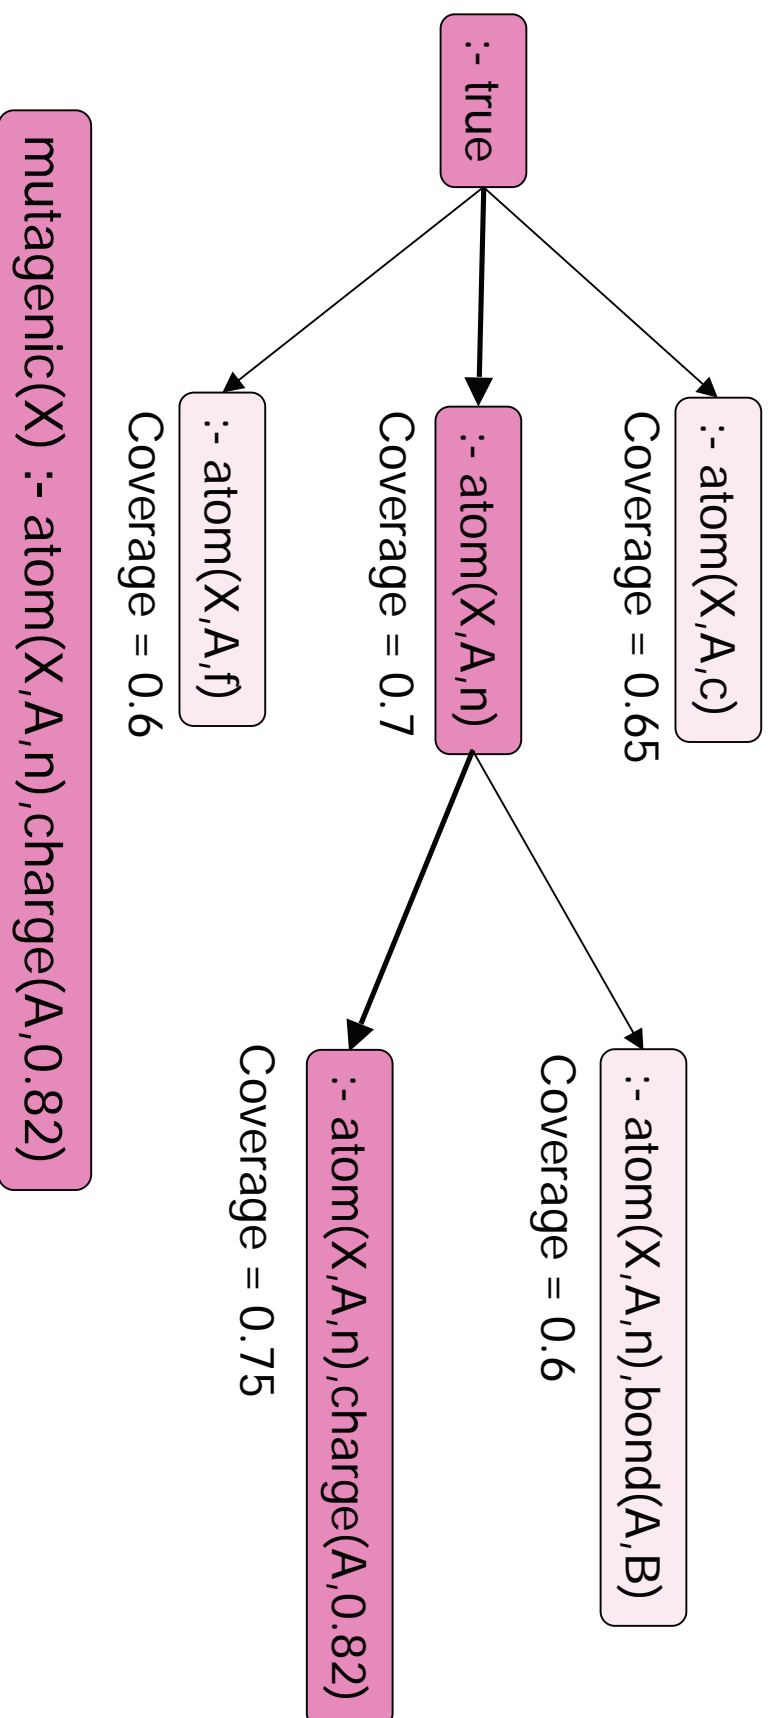 :- true
:- atom(X,A,c)
Coverage = 0.65
:- atom(X,A,n)
Coverage = 0.7
:- atom(X,A,f)
Coverage = 0.6
:- atom(X,A,n),bond(A,B)
Coverage = 0.6
:- atom(X,A,n),charge(A,0.82)
Coverage = 0.75
mutagenic(X) :- atom(X,A,n),charge(A,0.82)